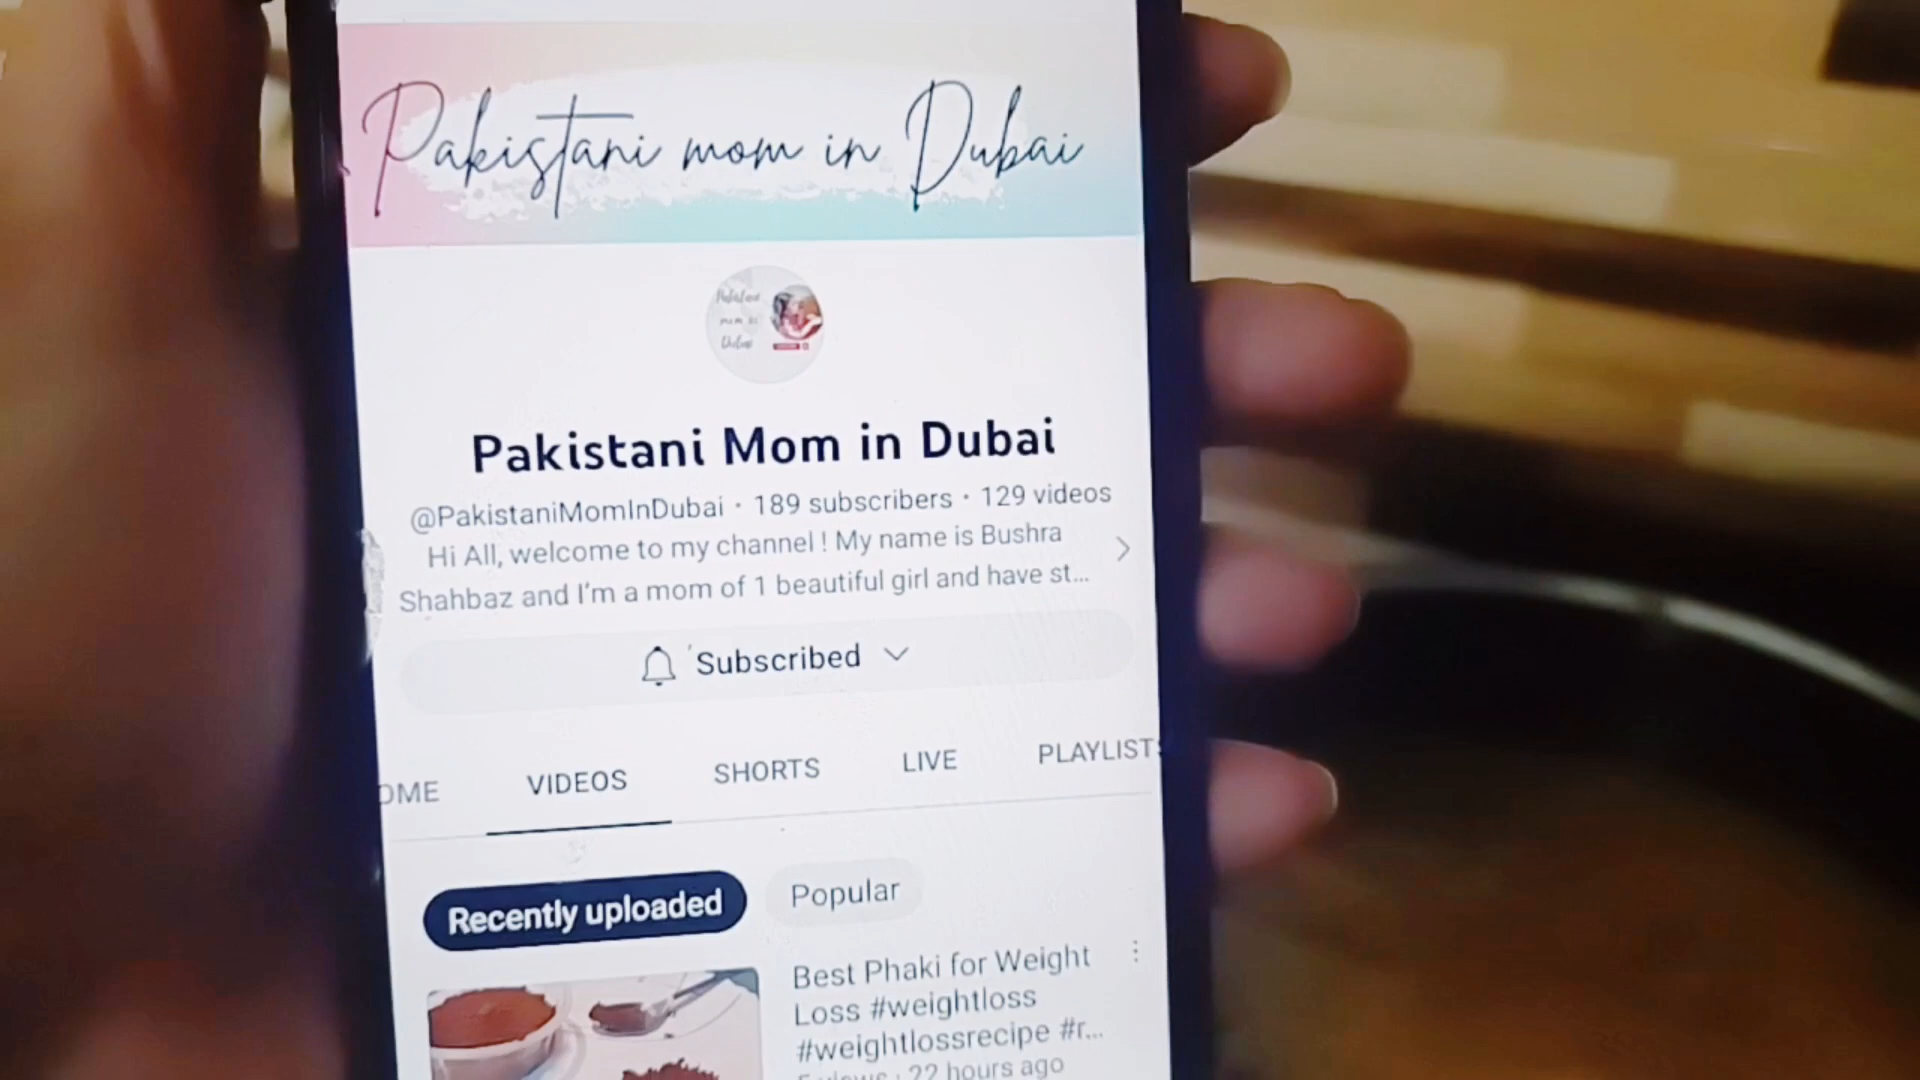 Pakistani mom in Dubai
Pakistani Mom in Dubai
@PakistaniMomInDubai · 189 subscribers · 129 videos
Hi All, welcome to my channel ! My name is Bushra
Shahbaz and I'm a mom of 1 beautiful girl and have st...
Subscribed
OME VIDEOS SHORTS LIVE PLAYLISTS
Recently uploaded Popular
Best Phaki for Weight
Loss #weightloss
#weightlossrecipe #r...
views · 22 hours ago